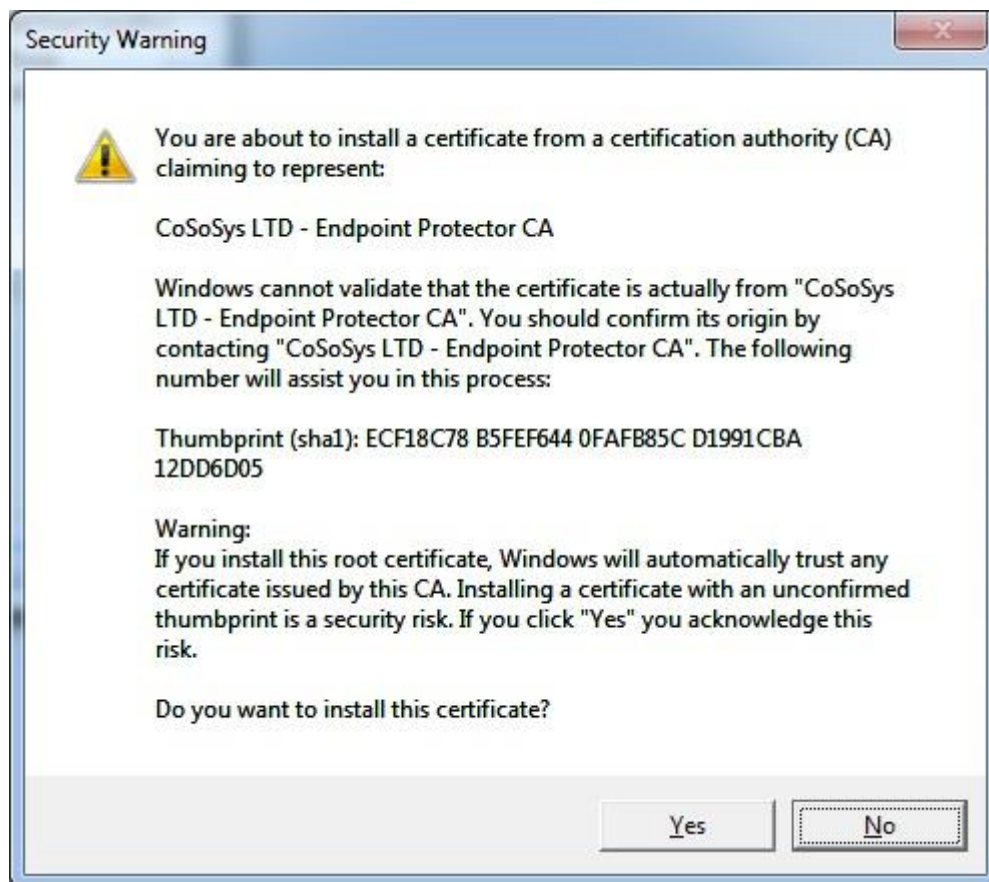 Security Warning
You are about to install a certificate from a certification authority (CA)
claiming to represent:
CoSoSys LTD - Endpoint Protector CA
Windows cannot validate that the certificate is actually from "CoSoSys
LTD - Endpoint Protector CA". You should confirm its origin by
contacting "CoSoSys LTD - Endpoint Protector CA". The following
number will assist you in this process:
Thumbprint (sha1): ECF18C78 B5FEF644 0FAFB85C D1991CBA
12DD6D05
Warning:
If you install this root certificate, Windows will automatically trust any
certificate issued by this CA. Installing a certificate with an unconfirmed
thumbprint is a security risk. If you click "Yes" you acknowledge this
risk.
Do you want to install this certificate?
Yes
No